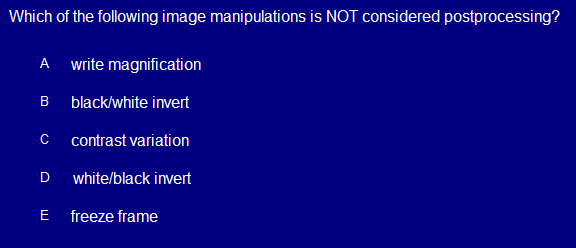 Which of the following image manipulations is NOT considered postprocessing?
A write magnification
B black/white invert
C contrast variation
D white/black invert
E freeze frame